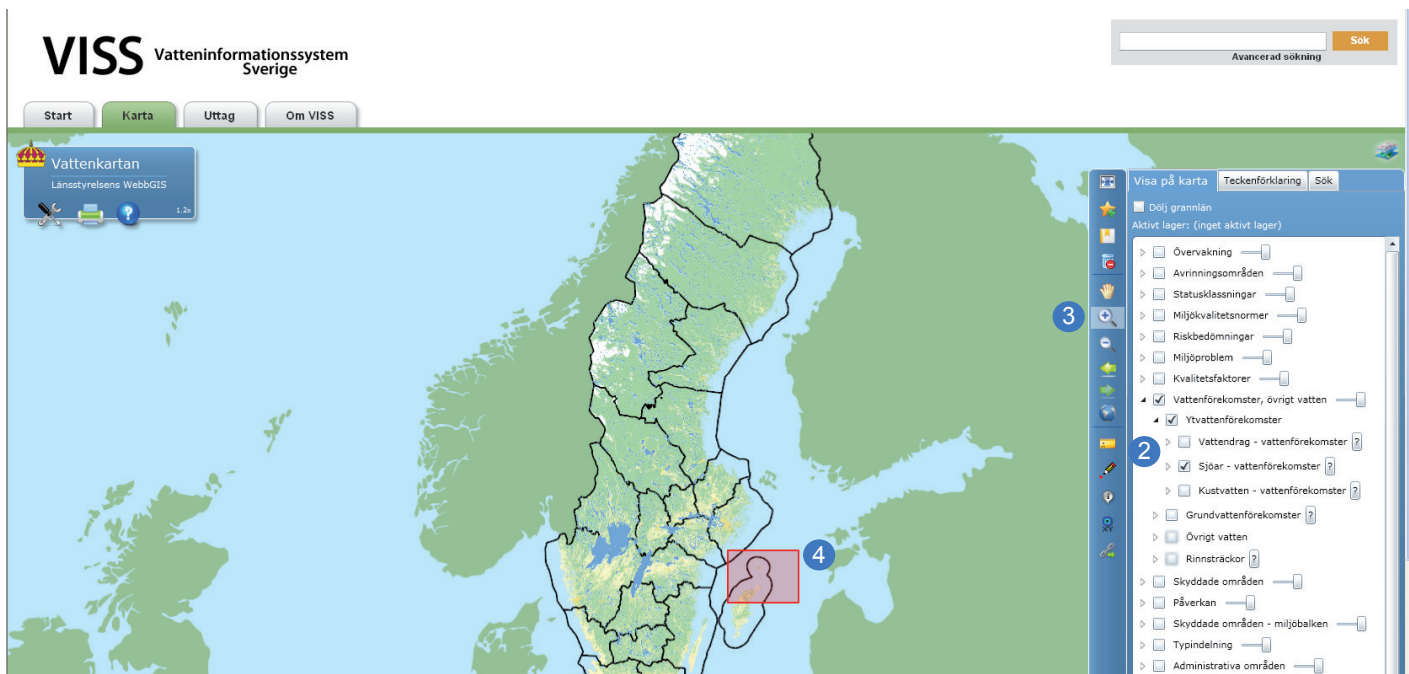 VISS Vatteninformationssystem
Sverige
Sök
Avancerad sökning
Start
Karta
Uttag
Om VISS
Vattenkartan
Länsstyrelsens WebbGIS
1.2x
Visa på karta
Teckenförklaring
Sök
Dölj grannlän
Aktivt lager: (inget aktivt lager)
Övervakning
Avrinningsområden
Statusklassningar
3
Miljökvalitetsnormer
Riskbedömningar
Miljöproblem
Kvalitetsfaktorer
Vattenförekomster, övrigt vatten
Ytvattenförekomster
Vattendrag - vattenförekomster ?
2
Sjöar - vattenförekomster ?
Kustvatten - vattenförekomster ?
Grundvattenförekomster ?
Övrigt vatten
4
Rinnsträckor ?
Skyddade områden
Påverkan
Skyddade områden - miljöbalken
Typindelning
Administrativa områden